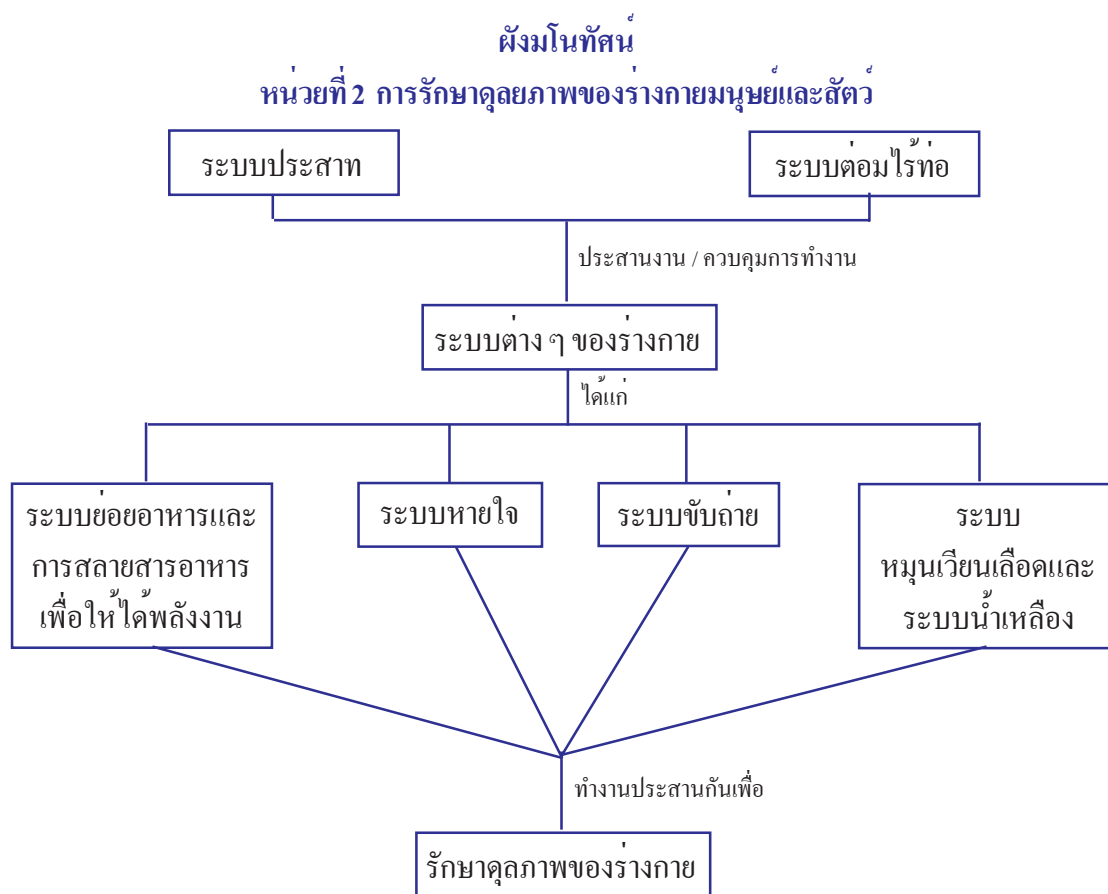 ผังมโนทัศน์
หน่วยที่ 2 การรักษาดุลยภาพของร่างกายมนุษย์และสัตว์
ระบบประสาท
ระบบต่อมไร้ท่อ
ประสานงาน / ควบคุมการทำงาน
ระบบต่าง ๆ ของร่างกาย
ได้แก่
ระบบย่อยอาหารและ
การสลายสารอาหาร
เพื่อให้ได้พลังงาน
ระบบหายใจ
ระบบขับถ่าย
ระบบ
หมุนเวียนเลือดและ
ระบบน้ำเหลือง
ทำงานประสานกันเพื่อ
รักษาดุลภาพของร่างกาย